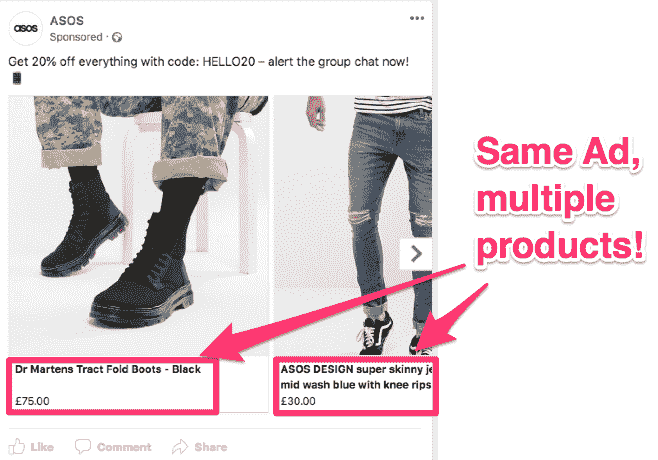 asos
ASOS
Sponsored ·
Get 20% off everything with code: HELLO20 – alert the group chat now!
Same Ad,
multiple
products!
Dr Martens Tract Fold Boots - Black
£75.00
ASOS DESIGN super skinny je
mid wash blue with knee rips
£30.00
Like
Comment
Share